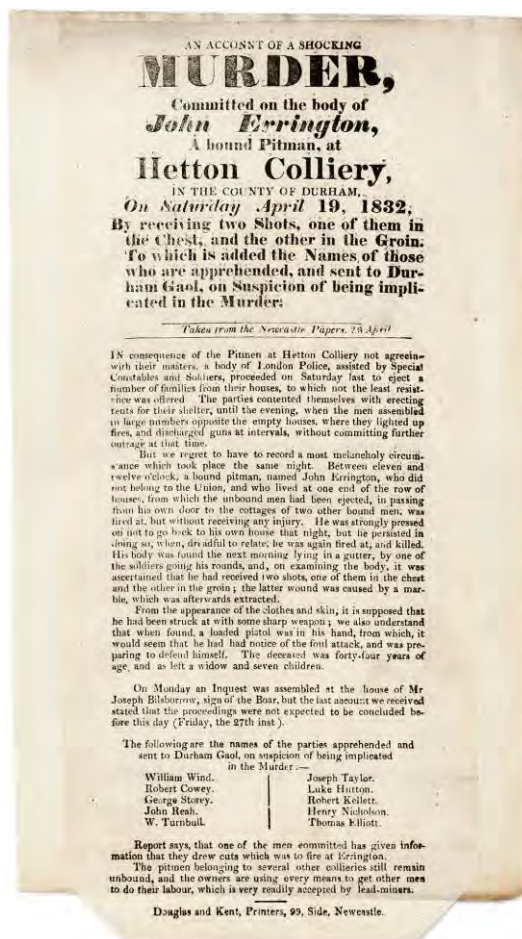 AN ACCONNT OF A SHOCKING
MURDER,
Committed on the body of
John Errington,
A bound Pitman, at
Hetton Colliery,
IN THE COUNTY OF DURHAM,
On Saturday April 19, 1832,
By receiving two Shots, one of them in
the Chest, and the other in the Groin.
To which is added the Names of those
who are apprehended, and sent to Dur-
ham Gaol, on Suspicion of being impli-
cated in the Murder:
Taken from the Newcastle Papers, April
IN consequence of the Pitmen at Hetton Colliery not agreein
with their masters, a body of London Police, assisted by Special
Constables and Soldiers, proceeded on Saturday last to eject a
number of families from their houses, to which not the least resist-
ance was offered The parties contented themselves with erecting
tents for their shelter, until the evening, when the men assembled
in large numbers opposite the empty houses, where they lighted up
fires, and discharged guns at intervals, without committing further
outrage at that time.
But we regret to have to record a most melancholy circum-
stance which took place the same night. Between eleven and
twelve o'clock, a bound pitman, named John Errington, who did
not belong to the Union, and who lived at one end of the row of
houses, from which the unbound men had been ejected, in passing
from his own door to the cottages of two other bound men, was
fired at, but without receiving any injury. He was strongly pressed
on not to go back to his own house that night, but he persisted in
doing so, when, dreadful to relate, he was again fired at, and killed.
His body was found the next morning lying in a gutter, by one of
the soldiers going his rounds, and, on examining the body, it was
ascertained that he had received two shots, one of them in the chest
and the other in the groin; the latter wound was caused by a mar-
ble, which was afterwards extracted.
From the appearance of the clothes and skin, it is supposed that
he had been struck at with some sharp weapon; we also understand
that when found, a loaded pistol was in his hand, from which, it
would seem that he had had notice of the foul attack, and was pre-
paring to defend himself. The deceased was forty-four years of
age, and as left a widow and seven children.
On Monday an Inquest was assembled at the house of Mr
Joseph Bilsborrow, sign of the Boar, but the last account we received
stated that the proceedings were not expected to be concluded be-
fore this day (Friday, the 27th inst ).
The following are the names of the parties apprehended and
sent to Durham Gaol, on suspicion of being implicated
in the Murder:—
William Wind.
Robert Cowey.
George Storey.
John Reah.
W. Turnbull.
Joseph Taylor.
Luke Hutton.
Robert Kellett.
Henry Nicholson.
Thomas Elliott.
Report says, that one of the men committed has given infor-
mation that they drew cuts which was to fire at Errington.
The pitmen belonging to several other collieries still remain
unbound, and the owners are using every means to get other men
to do their labour, which is very readily accepted by lead-miners.
Douglas and Kent, Printers, 99, Side, Newcastle.